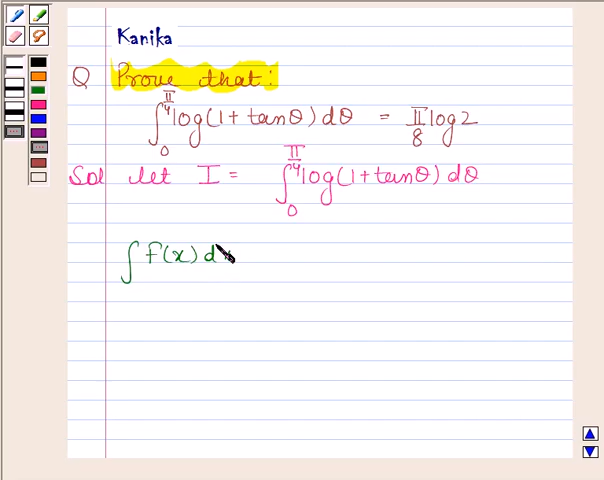 Kanika
Q Prove that:
∫₀^{π/4} log(1+tanθ)dθ = π/8 log2
Sol let I = ∫₀^{π/4} log(1+tanθ)dθ
∫F(x)dx